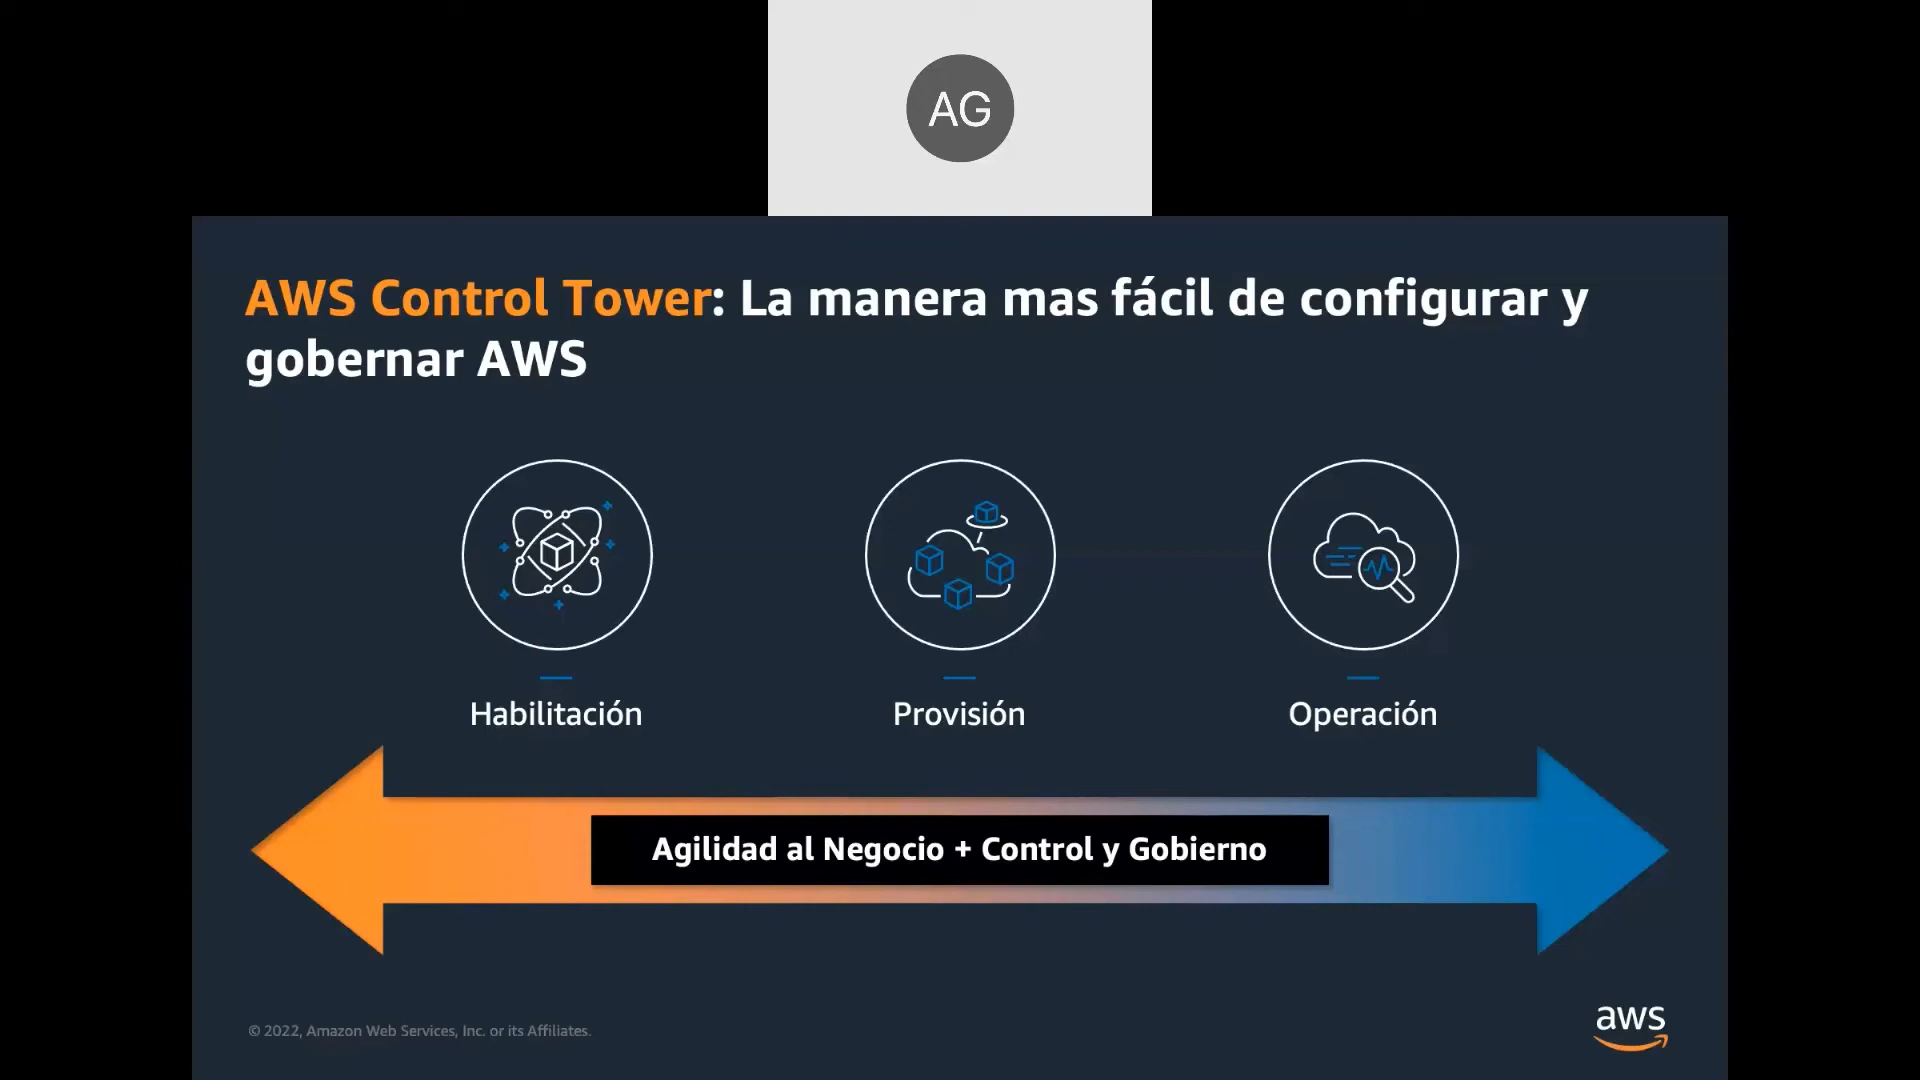 AG
AWS Control Tower: La manera mas fácil de configurar y
gobernar AWS
Habilitación
Provisión
Operación
Agilidad al Negocio + Control y Gobierno
© 2022, Amazon Web Services, Inc. or its Affiliates.
aws